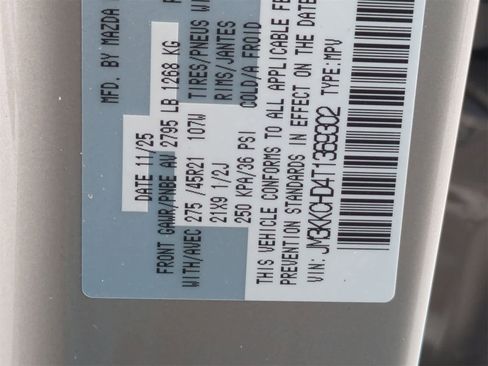 MFD. BY MAZDA
DATE 11/25
FRONT GAWR/PNBE AV 2795 LB 1268 KG
WITH/AVEC 275 /45R21 107W TIRES/PNEUS
21X9 1/2J RIMS/JANTES
250 KPA/36 PSI COLD/A FROID
THIS VEHICLE CONFORMS TO ALL APPLICABLE
PREVENTION STANDARDS IN EFFECT ON THE DATE
VIN: JM3KKCHD4T1369302 TYPE:MPV